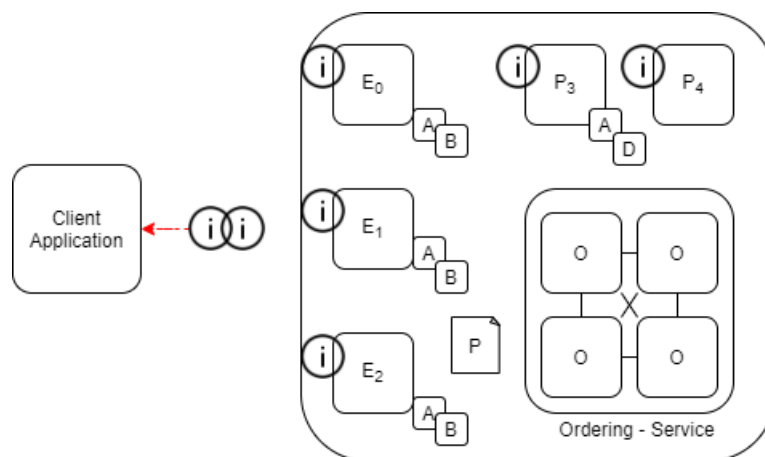 i
E0
A
B
i
P3
A
D
i
P4
Client
Application
i i
i
E1
A
B
O
O
O
O
P
i
E2
A
B
Ordering - Service